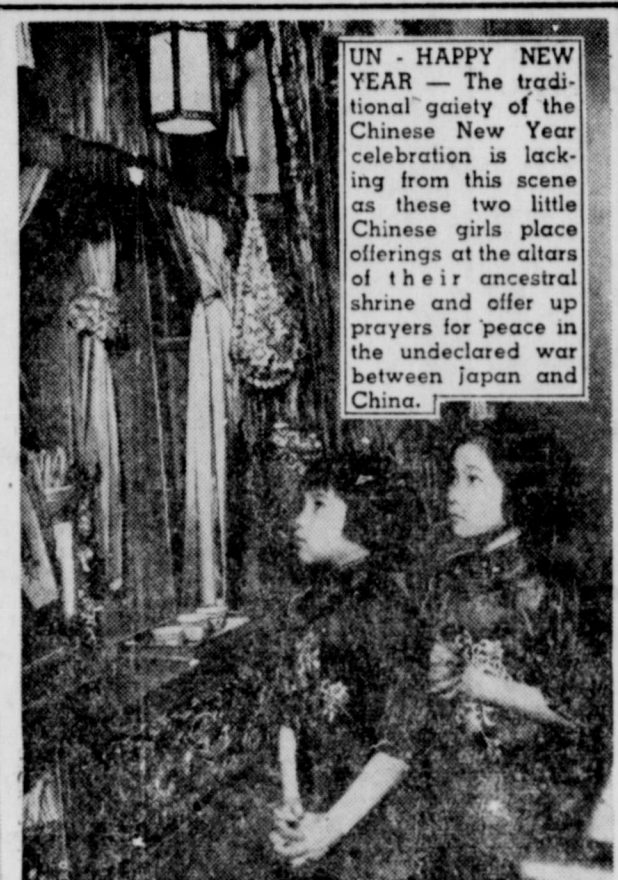 UN - HAPPY NEW
YEAR — The tradi-
tional gaiety of the
Chinese New Year
celebration is lack-
ing from this scene
as these two little
Chinese girls place
offerings at the altars
of their ancestral
shrine and offer up
prayers for peace in
the undeclared war
between Japan and
China.